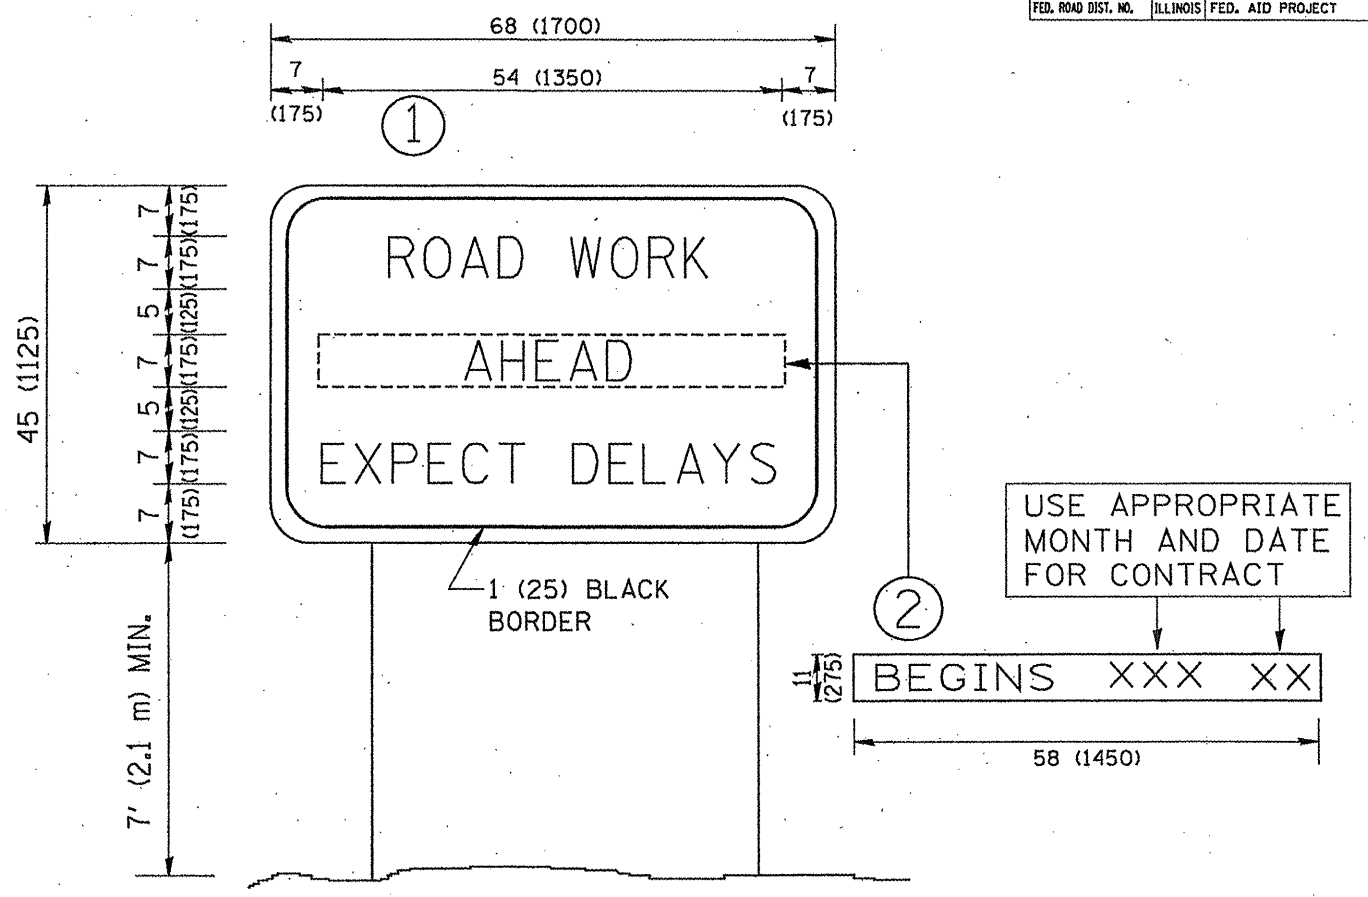 FED. ROAD DIST. NO. ILLINOIS FED. AID PROJECT
68 (1700)
7 54 (1350) 7
(175) (175)
1
45 (1125)
7 (175)
7 (175)
5 (125)
7 (175)
5 (125)
7 (175)
7 (175)
ROAD WORK
AHEAD
EXPECT DELAYS
1 (25) BLACK
BORDER
7' (2.1 m) MIN.
2
USE APPROPRIATE
MONTH AND DATE
FOR CONTRACT
11
(275)
BEGINS XXX XX
58 (1450)